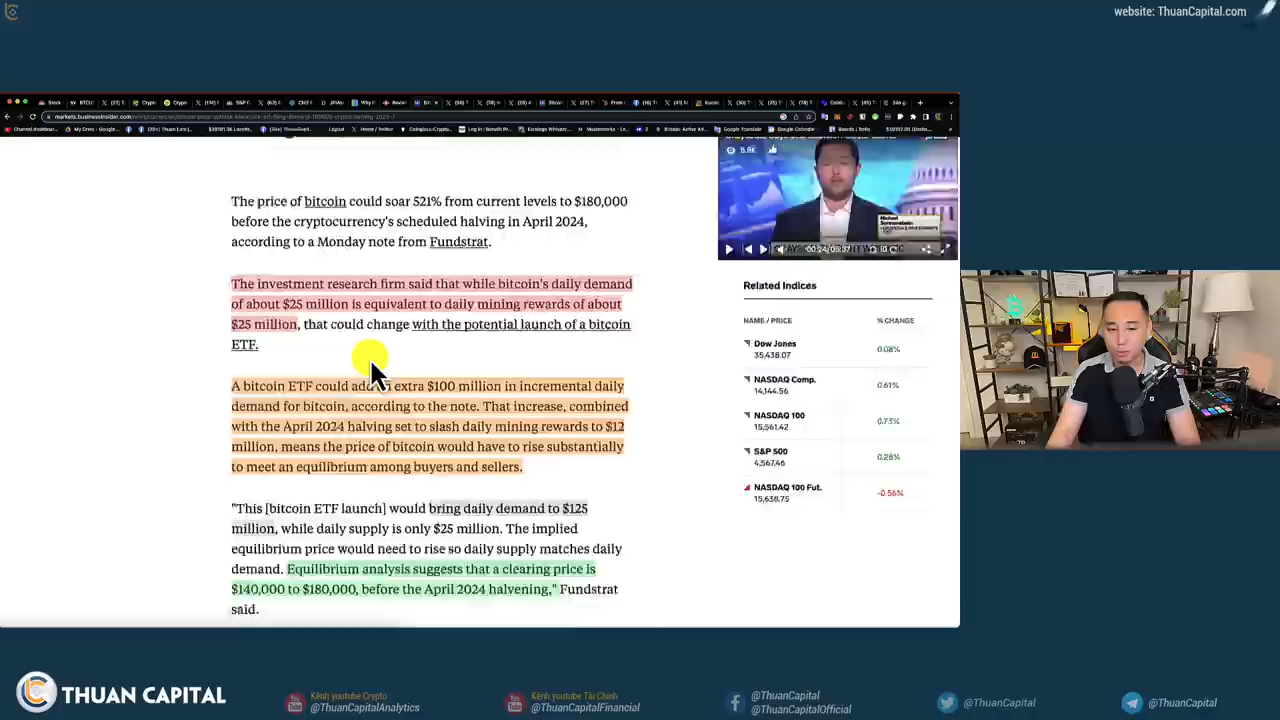 website: ThuanCapital.com
The price of bitcoin could soar 521% from current levels to $180,000
before the cryptocurrency's scheduled halving in April 2024,
according to a Monday note from Fundstrat.
The investment research firm said that while bitcoin's daily demand
of about $25 million is equivalent to daily mining rewards of about
$25 million, that could change with the potential launch of a bitcoin
ETF.
A bitcoin ETF could add extra $100 million in incremental daily
demand for bitcoin, according to the note. That increase, combined
with the April 2024 halving set to slash daily mining rewards to $12
million, means the price of bitcoin would have to rise substantially
to meet an equilibrium among buyers and sellers.
"This [bitcoin ETF launch] would bring daily demand to $125
million, while daily supply is only $25 million. The implied
equilibrium price would need to rise so daily supply matches daily
demand. Equilibrium analysis suggests that a clearing price is
$140,000 to $180,000, before the April 2024 halvening," Fundstrat
said.
Related Indices
NAME / PRICE % CHANGE
Dow Jones
35,438.07 0.08%
NASDAQ Comp.
14,144.56 0.61%
NASDAQ 100
15,561.42 0.73%
S&P 500
4,567.46 0.28%
NASDAQ 100 Fut.
15,638.75 -0.56%
THUAN CAPITAL
Kênh youtube Crypto
@ThuanCapitalAnalytics
Kênh youtube Tài Chính
@ThuanCapitalFinancial
@ThuanCapital
@ThuanCapitalOfficial
@ThuanCapital
@ThuanCapital